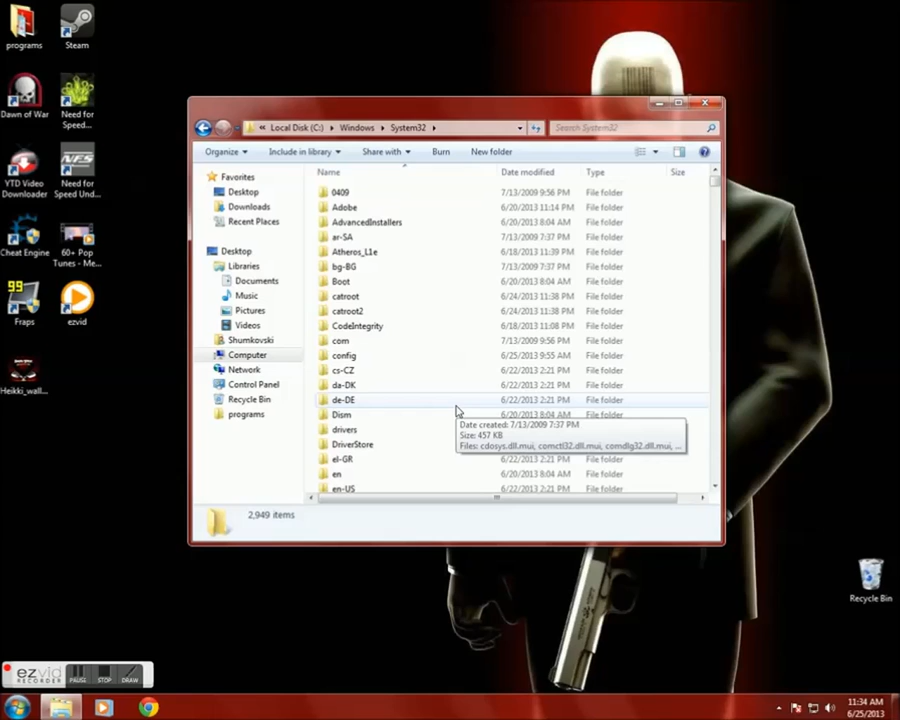 programs
Steam
Dawn of War
Need for
Speed...
YTD Video
Downloader
NFS
Need for
Speed Und...
Cheat Engine
60+ Pop
Tunes - Me...
99
Fraps
ezvid
Heikki_wall...
« Local Disk (C:) ▸ Windows ▸ System32 ▸
Search System32
Organize
Include in library
Share with
Burn
New folder
Favorites
Desktop
Downloads
Recent Places
Desktop
Libraries
Documents
Music
Pictures
Videos
Shumkovski
Computer
Network
Control Panel
Recycle Bin
programs
Name Date modified Type Size
0409 7/13/2009 9:56 PM File folder
Adobe 6/20/2013 11:14 PM File folder
AdvancedInstallers 6/20/2013 8:04 AM File folder
ar-SA 7/13/2009 7:37 PM File folder
Atheros_L1e 6/18/2013 11:39 PM File folder
bg-BG 7/13/2009 7:37 PM File folder
Boot 6/20/2013 8:04 AM File folder
catroot 6/24/2013 11:38 PM File folder
catroot2 6/24/2013 11:38 PM File folder
CodeIntegrity 6/18/2013 11:08 PM File folder
com 7/13/2009 9:56 PM File folder
config 6/25/2013 9:55 AM File folder
cs-CZ 6/22/2013 2:21 PM File folder
da-DK 6/22/2013 2:21 PM File folder
de-DE 6/22/2013 2:21 PM File folder
Dism 6/20/2013 8:04 AM File folder
drivers
DriverStore
el-GR 6/22/2013 2:21 PM File folder
en 6/20/2013 8:04 AM File folder
en-US 6/22/2013 2:21 PM File folder
Date created: 7/13/2009 7:37 PM
Size: 457 KB
Files: cdosys.dll.mui, comctl32.dll.mui, comdlg32.dll.mui, ...
2,949 items
Recycle Bin
ezvid
RECORDER
PAUSE
STOP
DRAW
11:34 AM
6/25/2013